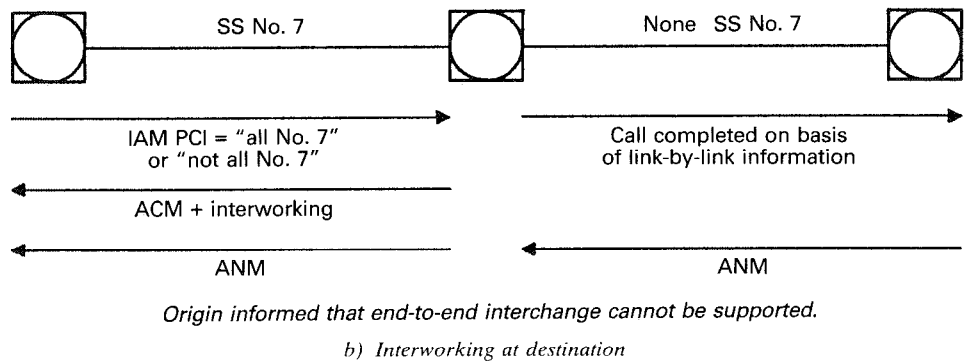 SS No. 7
None SS No. 7
IAM PCI = "all No. 7"
or "not all No. 7"
Call completed on basis
of link-by-link information
ACM + interworking
ANM
ANM
Origin informed that end-to-end interchange cannot be supported.
b) Interworking at destination